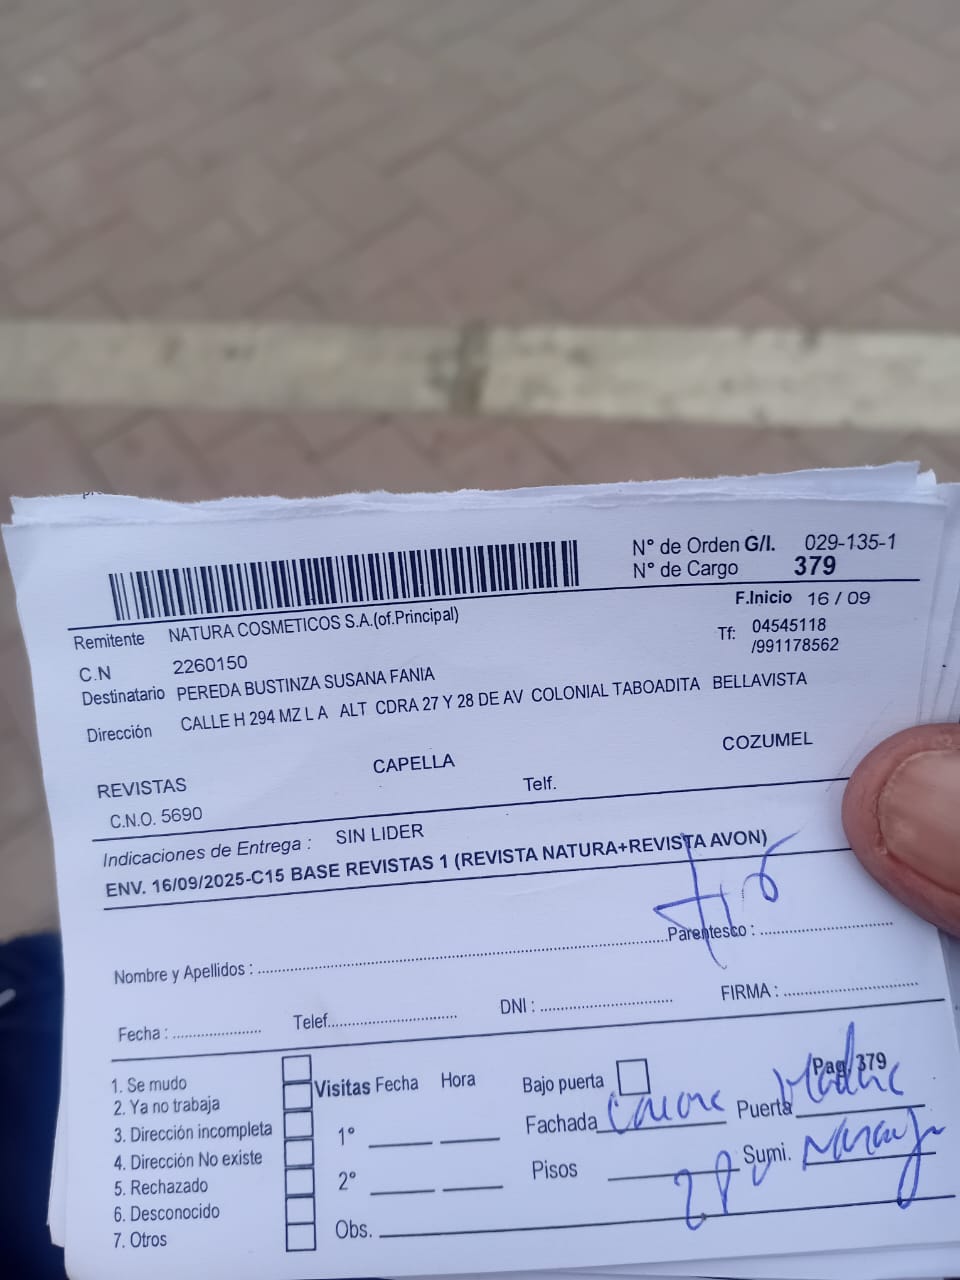 N° de Orden G/I. 029-135-1
N° de Cargo 379
F.Inicio 16 / 09
Remitente NATURA COSMETICOS S.A.(of.Principal)
Tf: 04545118
/991178562
C.N 2260150
Destinatario PEREDA BUSTINZA SUSANA FANIA
Dirección CALLE H 294 MZ L A ALT CDRA 27 Y 28 DE AV COLONIAL TABOADITA BELLAVISTA
REVISTAS CAPELLA COZUMEL
C.N.O. 5690 Telf.
Indicaciones de Entrega : SIN LIDER
ENV. 16/09/2025-C15 BASE REVISTAS 1 (REVISTA NATURA+REVISTA AVON)
Nombre y Apellidos : Parentesco :
Fecha : Telef. DNI : FIRMA :
Pag. 379
1. Se mudo
2. Ya no trabaja
3. Dirección incompleta
4. Dirección No existe
5. Rechazado
6. Desconocido
7. Otros
Visitas Fecha Hora
1°
2°
Obs.
Bajo puerta
Fachada Puerta
Pisos 2P Sumi. Naranja